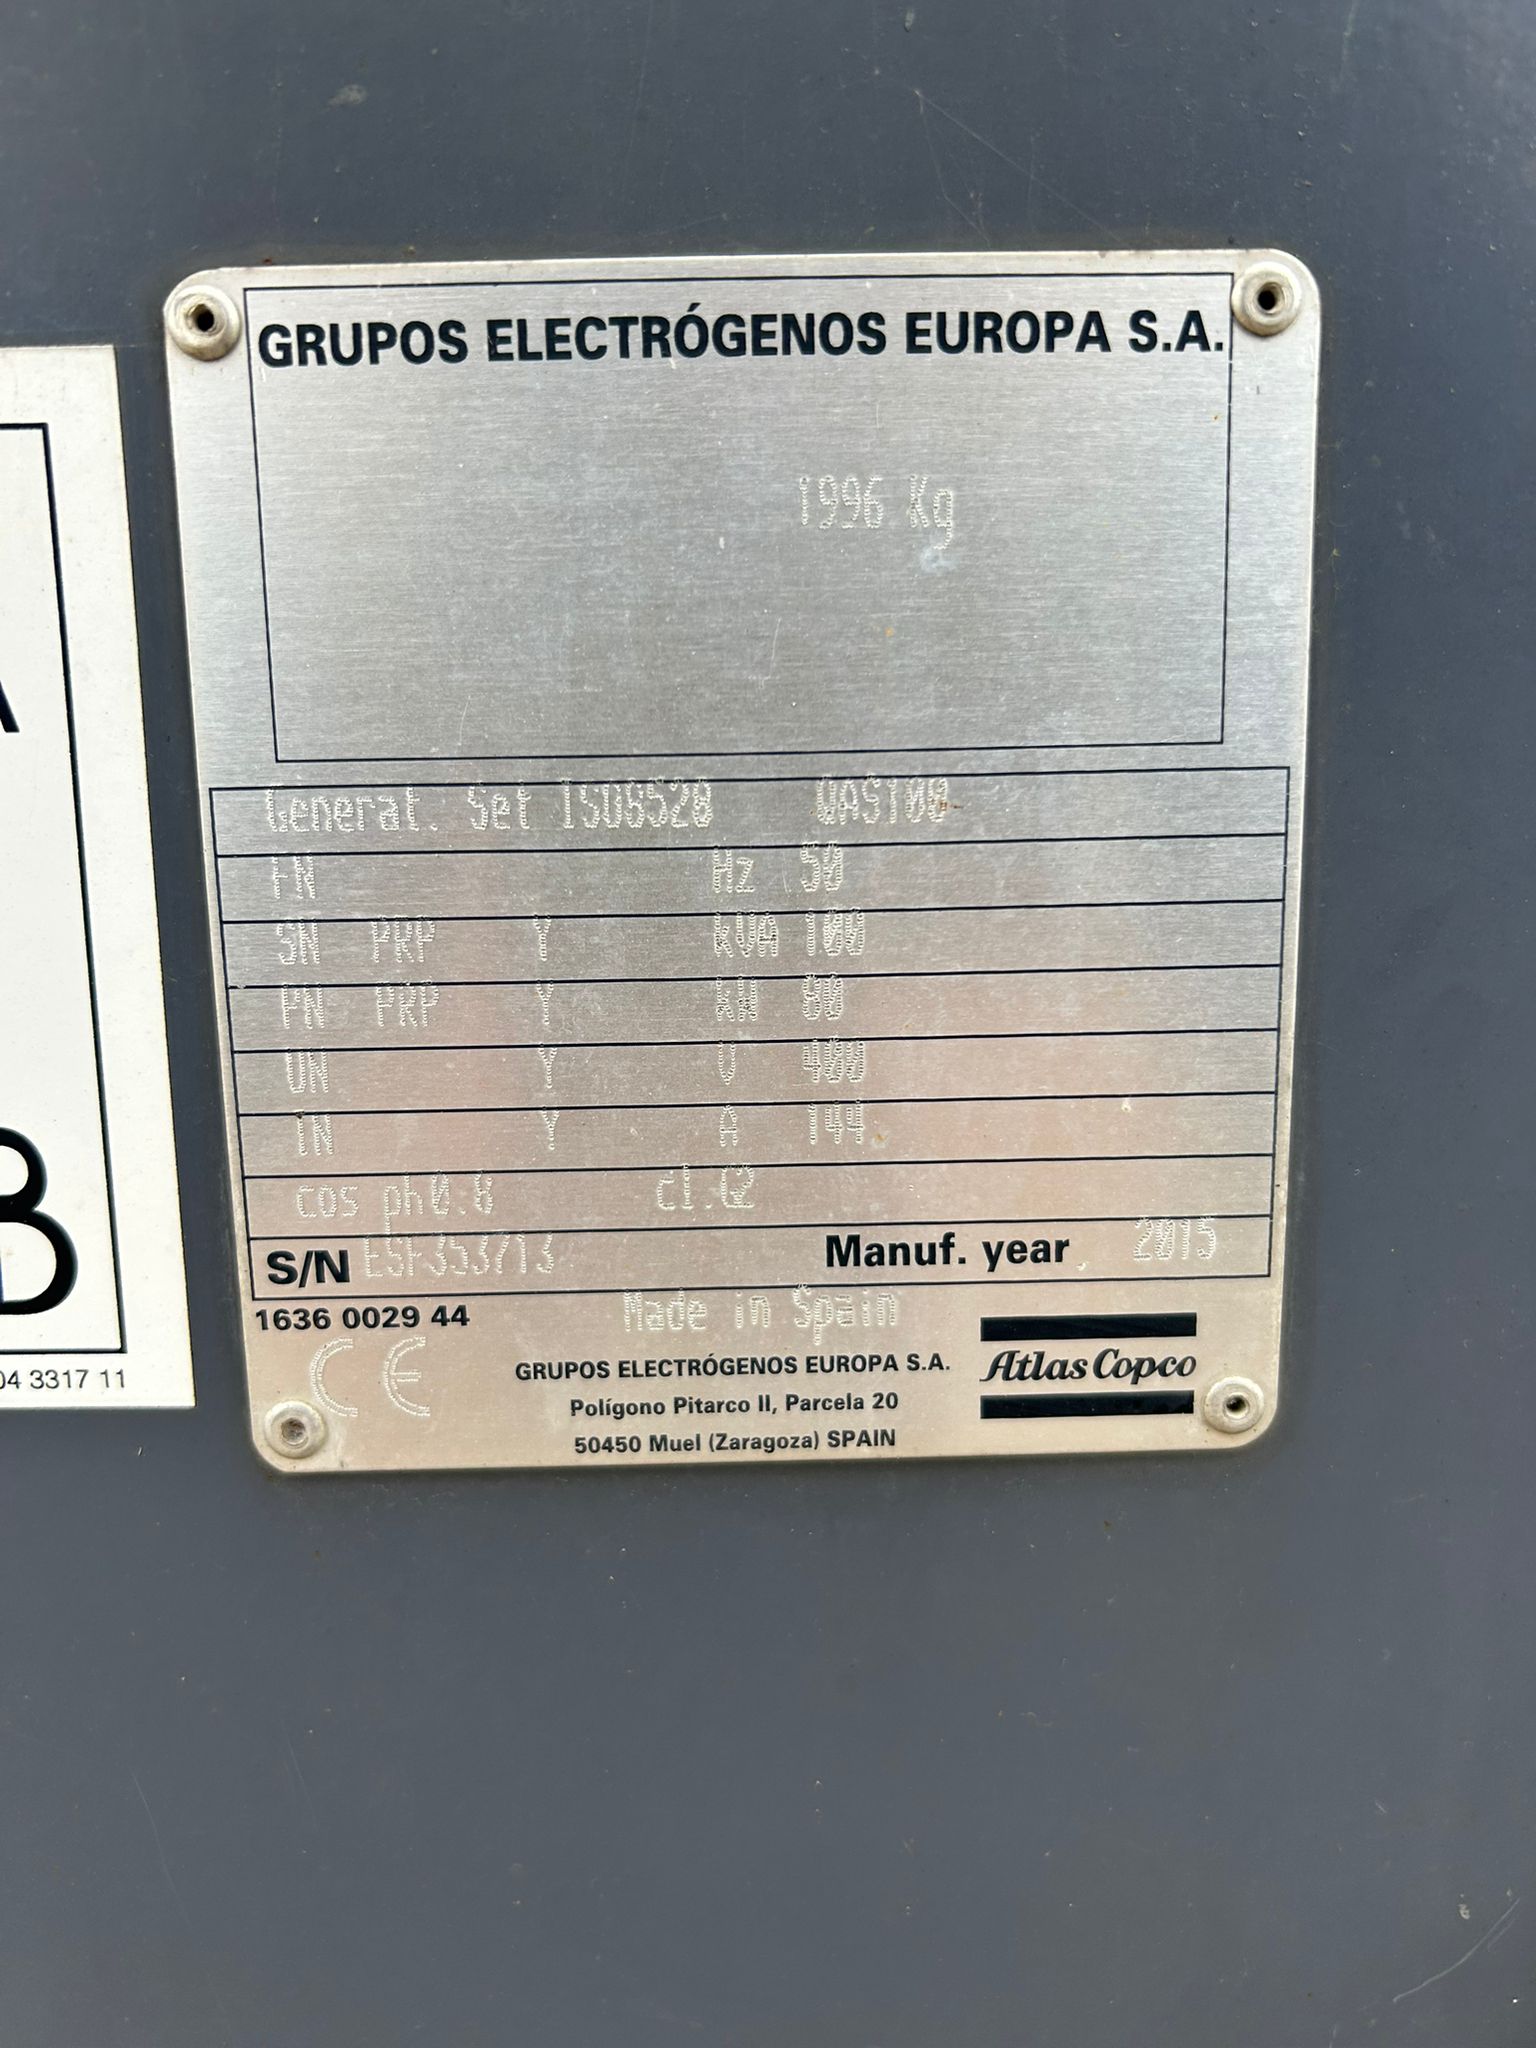 GRUPOS ELECTRÓGENOS EUROPA S.A.
1996 Kg
Generat. Set ISO8528 QAS100
FN Hz 50
SN PRP Y kVA 100
PN PRP Y kW 80
UN Y V 400
IN Y A 144
cos ph0.8 cl.G2
S/N ESF353713 Manuf. year 2015
1636 0029 44 Made in Spain
CE
GRUPOS ELECTRÓGENOS EUROPA S.A.
Polígono Pitarco II, Parcela 20
50450 Muel (Zaragoza) SPAIN
Atlas Copco
A
B
04 3317 11